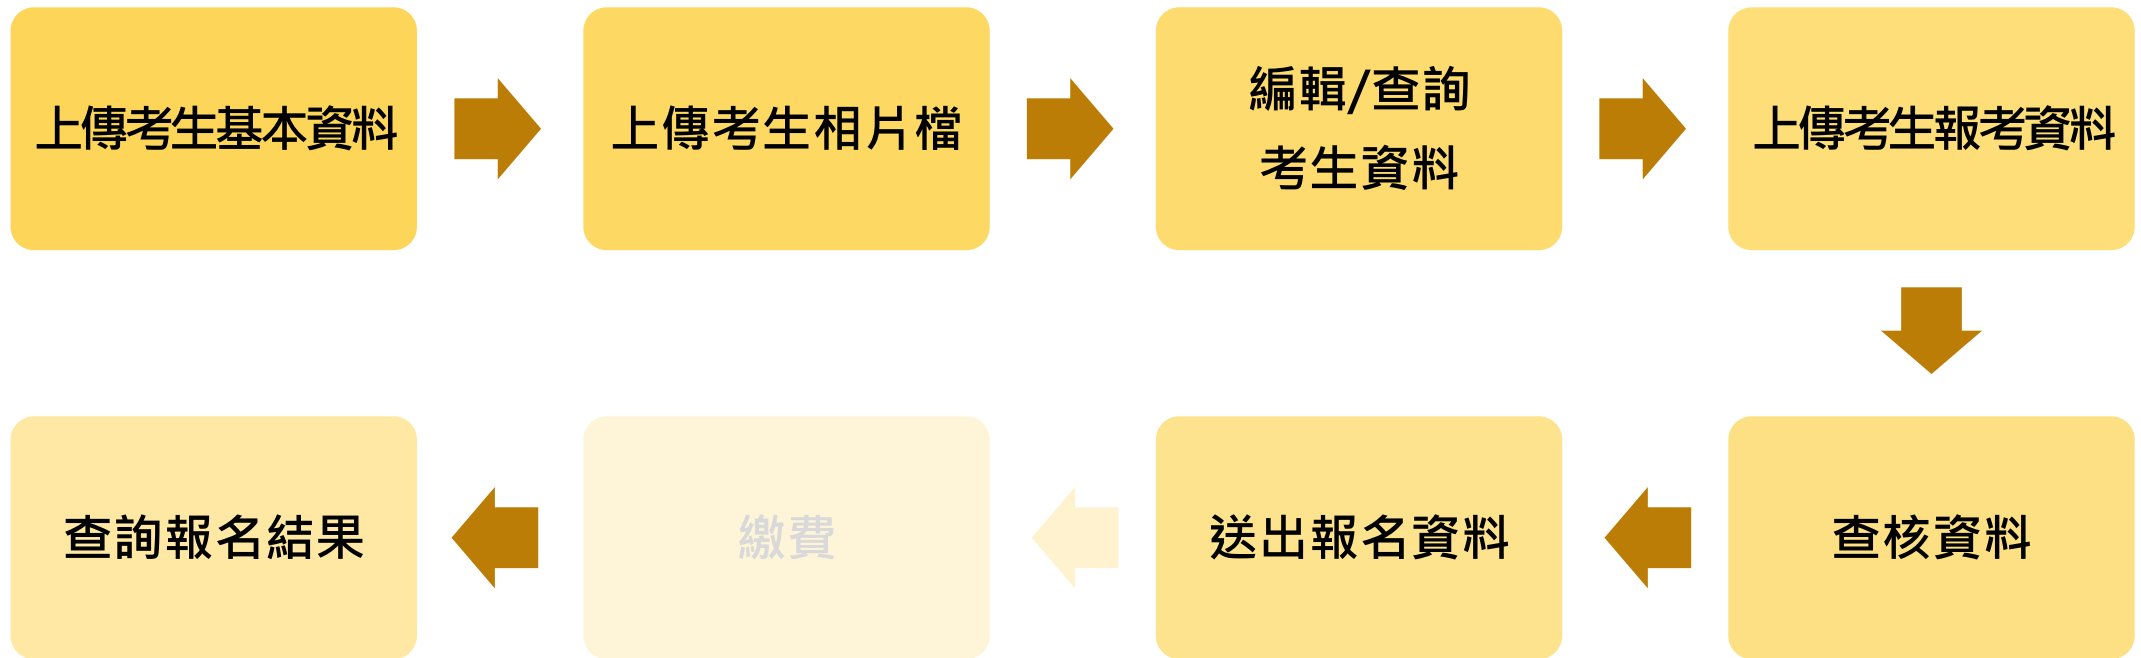 上傳考生基本資料
上傳考生相片檔
編輯/查詢
考生資料
上傳考生報考資料
查核資料
送出報名資料
繳費
查詢報名結果